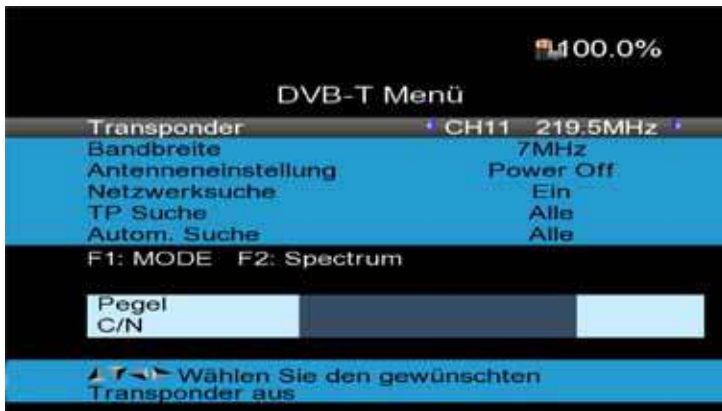 100.0%
DVB-T Menü
Transponder CH11 219.5MHz
Bandbreite 7MHz
Antenneneinstellung Power Off
Netzwerksuche Ein
TP Suche Alle
Autom. Suche Alle
F1: MODE F2: Spectrum
Pegel
C/N
Wählen Sie den gewünschten
Transponder aus